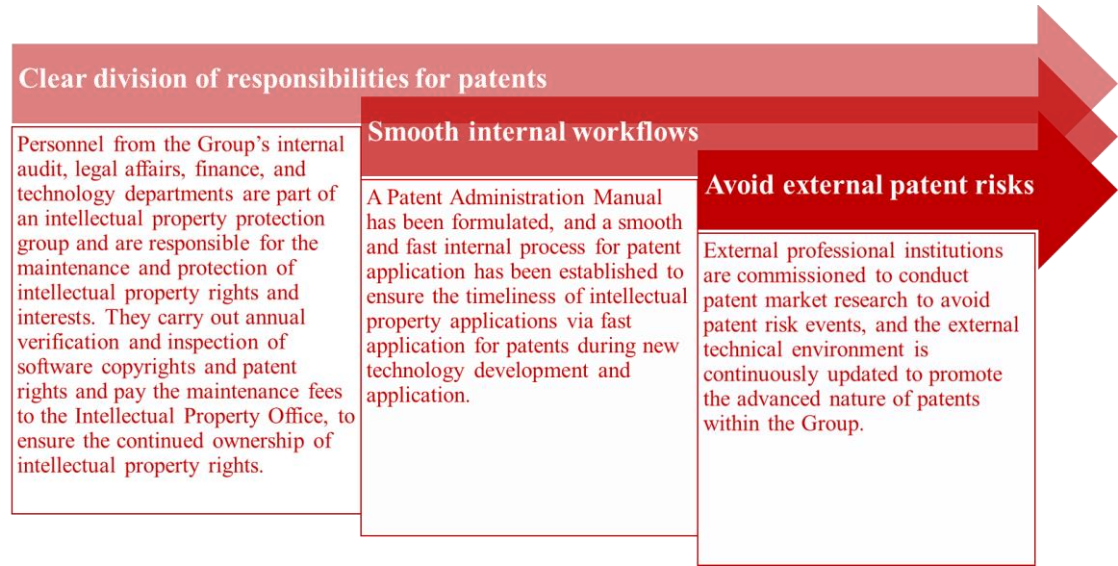 Clear division of responsibilities for patents
Personnel from the Group's internal
audit, legal affairs, finance, and
technology departments are part of
an intellectual property protection
group and are responsible for the
maintenance and protection of
intellectual property rights and
interests. They carry out annual
verification and inspection of
software copyrights and patent
rights and pay the maintenance fees
to the Intellectual Property Office, to
ensure the continued ownership of
intellectual property rights.
Smooth internal workflows
A Patent Administration Manual
has been formulated, and a smooth
and fast internal process for patent
application has been established to
ensure the timeliness of intellectual
property applications via fast
application for patents during new
technology development and
application.
Avoid external patent risks
External professional institutions
are commissioned to conduct
patent market research to avoid
patent risk events, and the external
technical environment is
continuously updated to promote
the advanced nature of patents
within the Group.